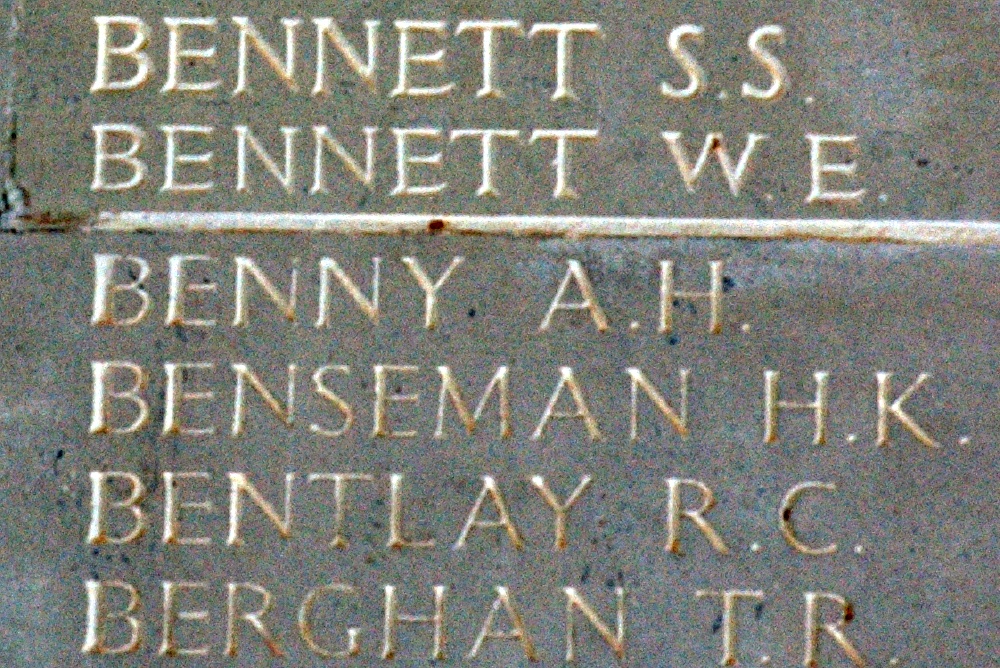 BENNETT S.S.
BENNETT W.E.
BENNY A.H.
BENSEMAN H.K.
BENTLAY R.C.
BERGHAN T.R.